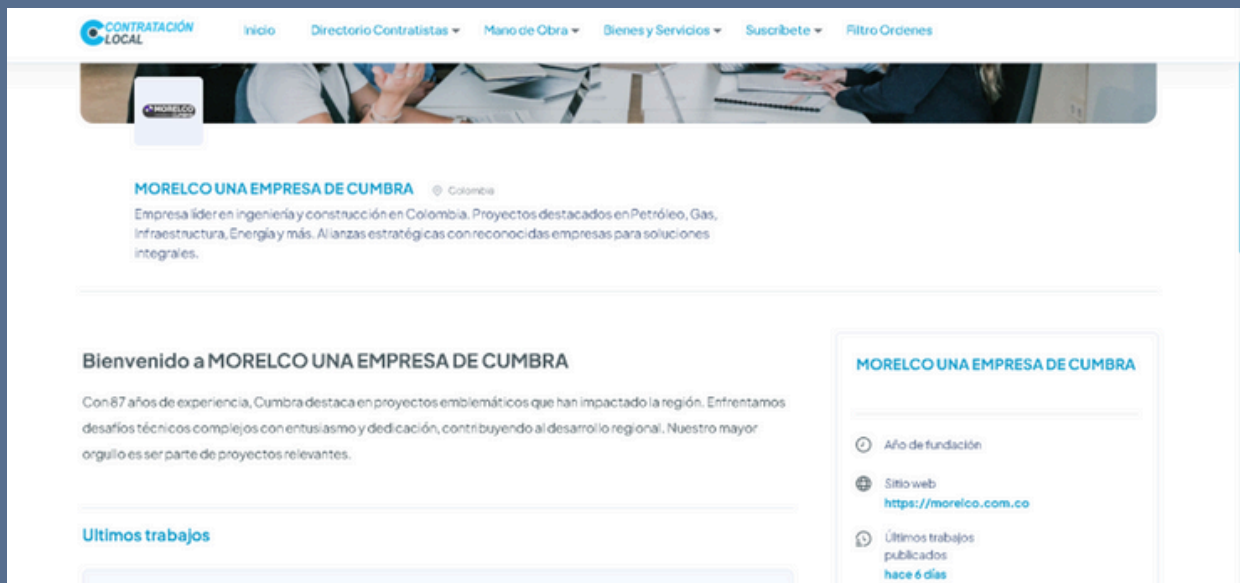 CONTRATACIÓN
LOCAL
Inicio Directorio Contratistas Mano de Obra Bienes y Servicios Suscríbete Filtro Ordenes
MORELCO
MORELCO UNA EMPRESA DE CUMBRA Colombia
Empresa líder en ingeniería y construcción en Colombia. Proyectos destacados en Petróleo, Gas,
Infraestructura, Energía y más. Alianzas estratégicas con reconocidas empresas para soluciones
integrales.
Bienvenido a MORELCO UNA EMPRESA DE CUMBRA
Con 87 años de experiencia, Cumbra destaca en proyectos emblemáticos que han impactado la región. Enfrentamos
desafíos técnicos complejos con entusiasmo y dedicación, contribuyendo al desarrollo regional. Nuestro mayor
orgullo es ser parte de proyectos relevantes.
Ultimos trabajos
MORELCO UNA EMPRESA DE CUMBRA
Año de fundación
Sitio web
https://morelco.com.co
Últimos trabajos
publicados
hace 6 días